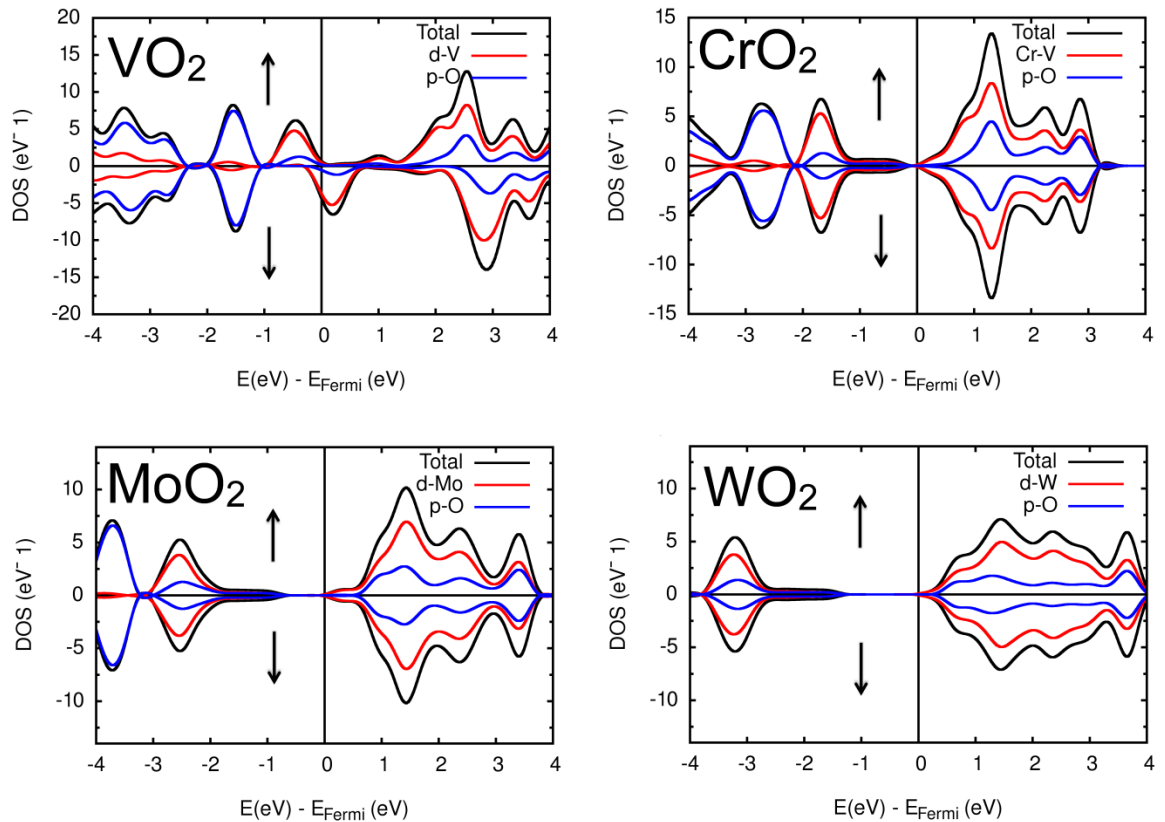 VO2
Total
d-V
p-O
DOS (eV⁻ 1)
20
15
10
5
0
-5
-10
-15
-20
-4 -3 -2 -1 0 1 2 3 4
E(eV) - EFermi (eV)
CrO2
Total
Cr-V
p-O
DOS (eV⁻ 1)
15
10
5
0
-5
-10
-15
-4 -3 -2 -1 0 1 2 3 4
E(eV) - EFermi (eV)
MoO2
Total
d-Mo
p-O
DOS (eV⁻ 1)
10
5
0
-5
-10
-4 -3 -2 -1 0 1 2 3 4
E(eV) - EFermi (eV)
WO2
Total
d-W
p-O
DOS (eV⁻ 1)
10
5
0
-5
-10
-4 -3 -2 -1 0 1 2 3 4
E(eV) - EFermi (eV)